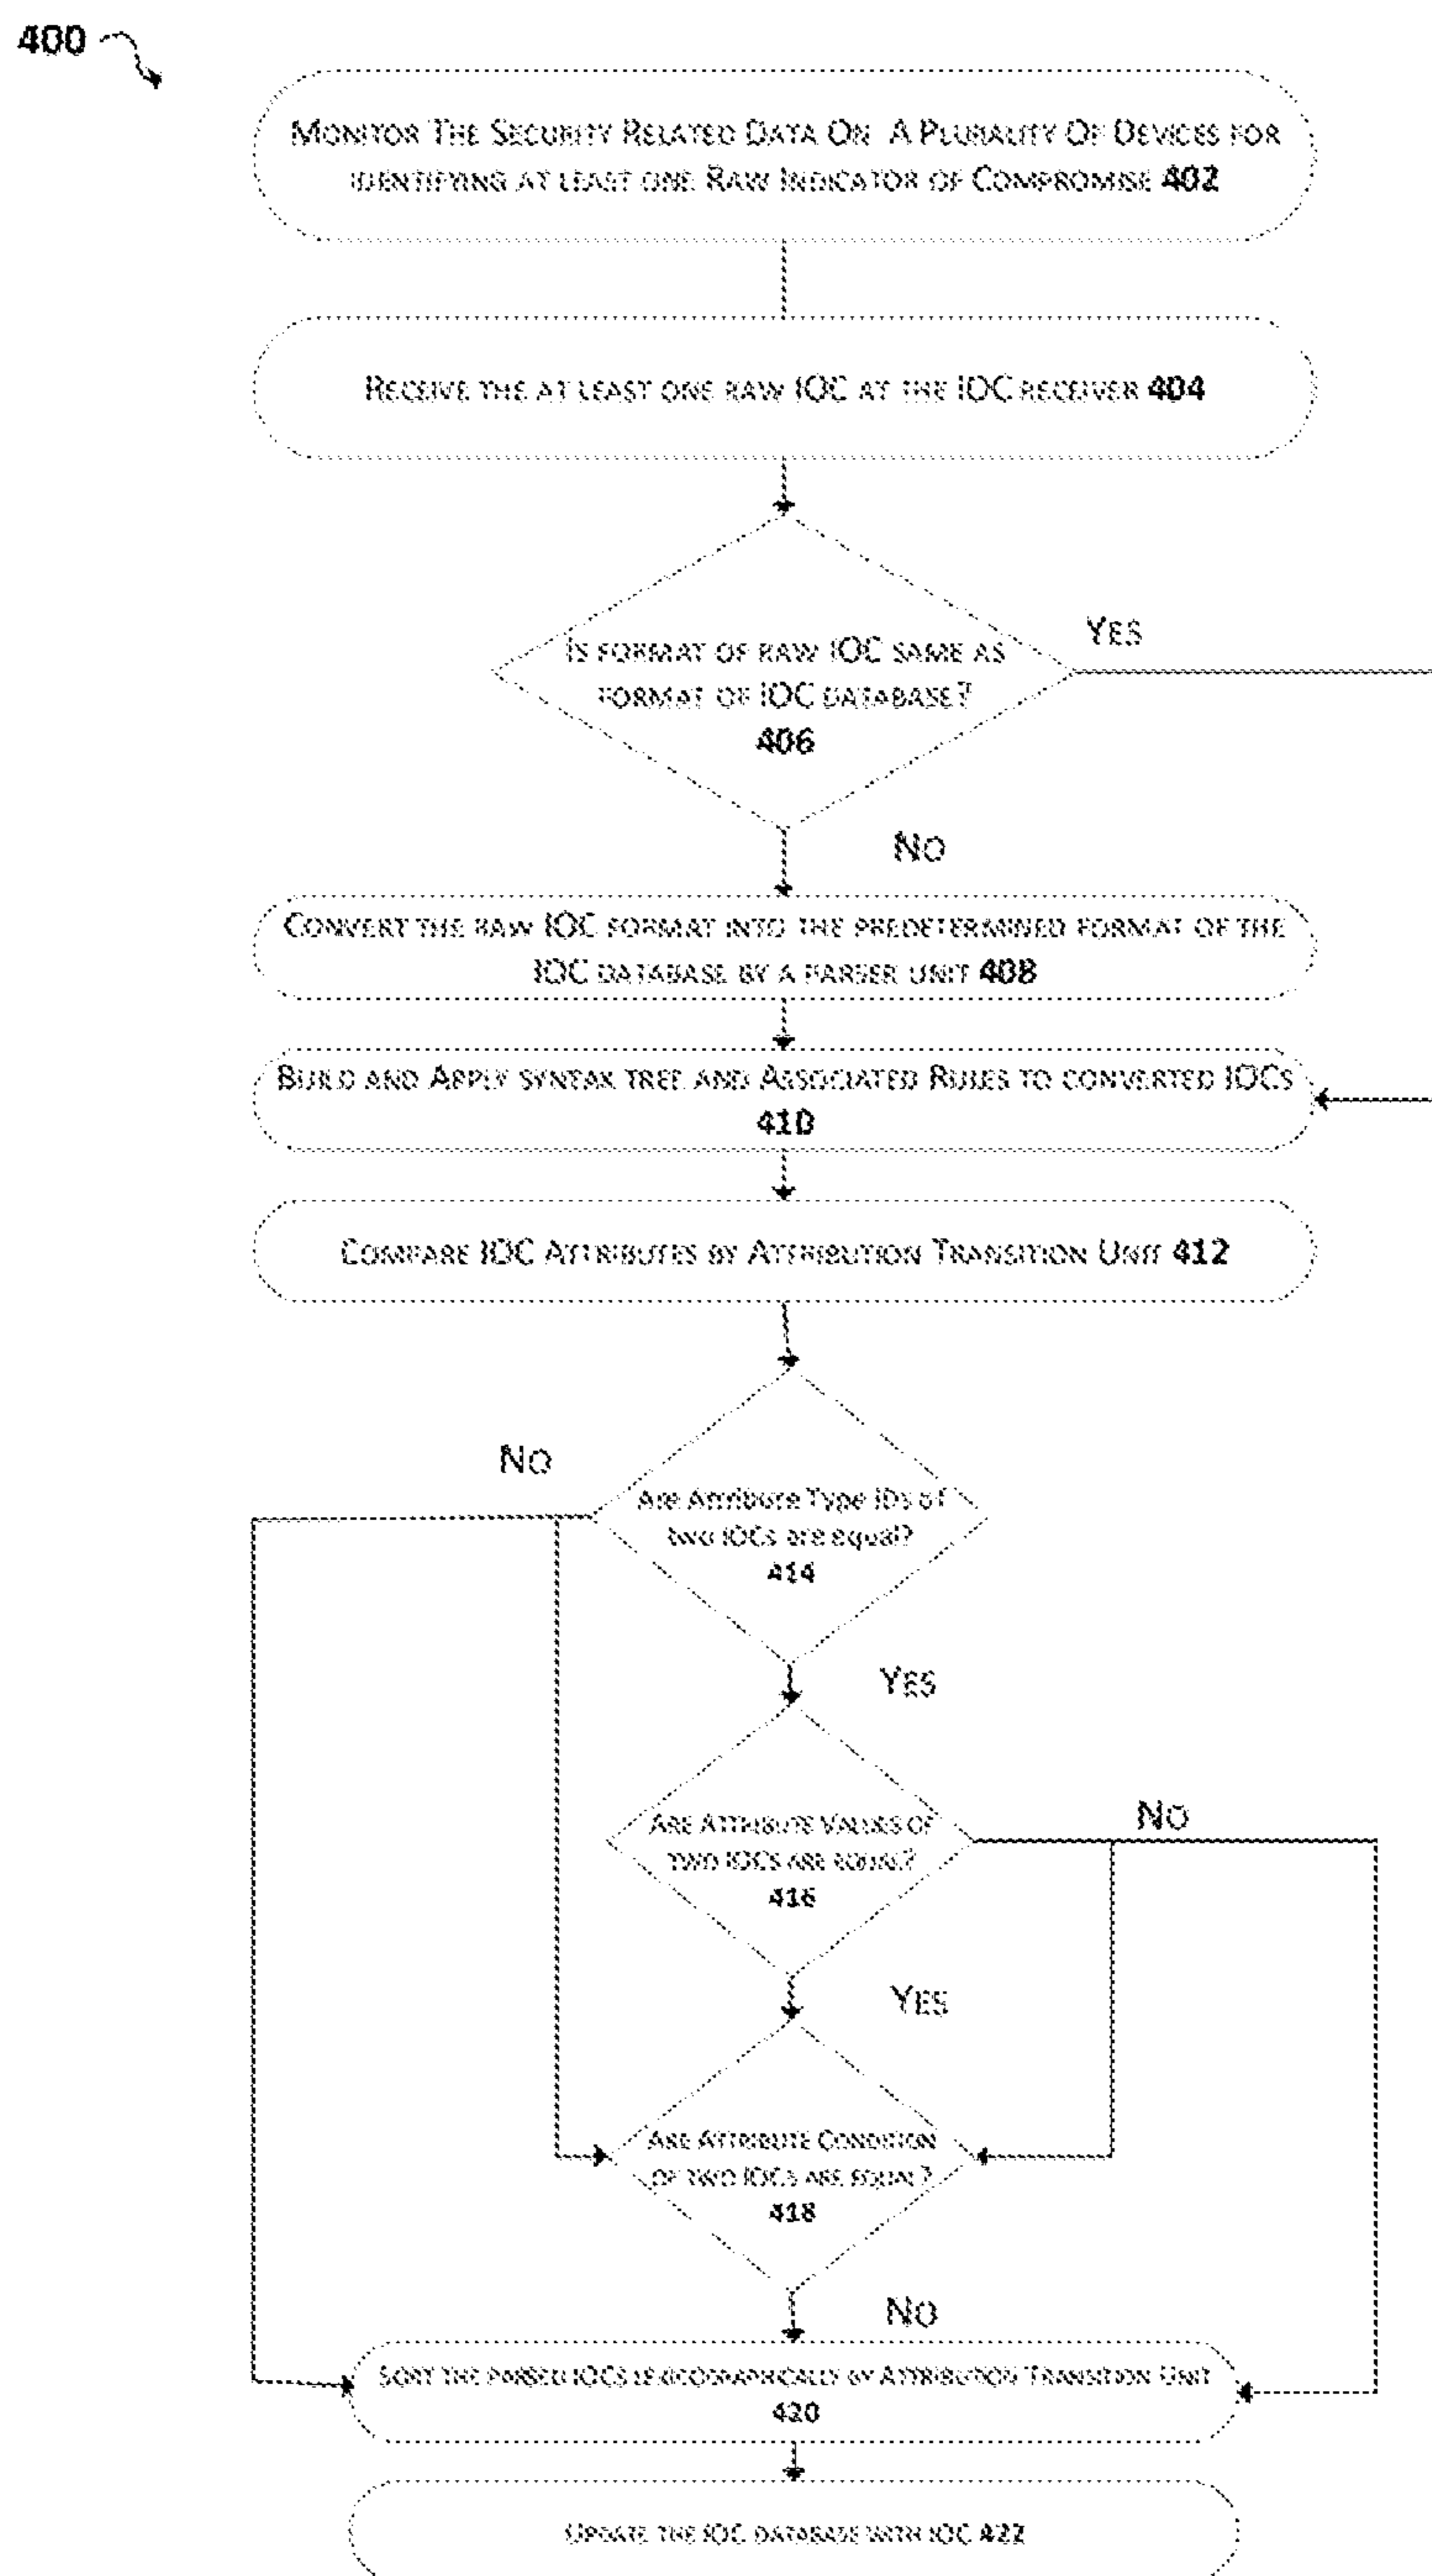 400
MONITOR THE SECURITY RELATED DATA ON A PLURALITY OF DEVICES FOR
IDENTIFYING AT LEAST ONE RAW INDICATOR OF COMPROMISE 402
RECEIVE THE AT LEAST ONE RAW IOC AT THE IOC RECEIVER 404
IS FORMAT OF RAW IOC SAME AS
FORMAT OF IOC DATABASE?
406
YES
NO
CONVERT THE RAW IOC FORMAT INTO THE PREDETERMINED FORMAT OF THE
IOC DATABASE BY A PARSER UNIT 408
BUILD AND APPLY SYNTAX TREE AND ASSOCIATED RULES TO CONVERTED IOCS
410
COMPARE IOC ATTRIBUTES BY ATTRIBUTION TRANSITION UNIT 412
NO
Are Attribute Type IDs of
two IOCs are equal?
414
YES
ARE ATTRIBUTE VALUES OF
TWO IOCS ARE EQUAL?
416
NO
YES
ARE ATTRIBUTE CONDITION
OF TWO IOCS ARE EQUAL?
418
NO
SORT THE PARSED IOCS LEXICOGRAPHICALLY BY ATTRIBUTION TRANSITION UNIT
420
UPDATE THE IOC DATABASE WITH IOC 422